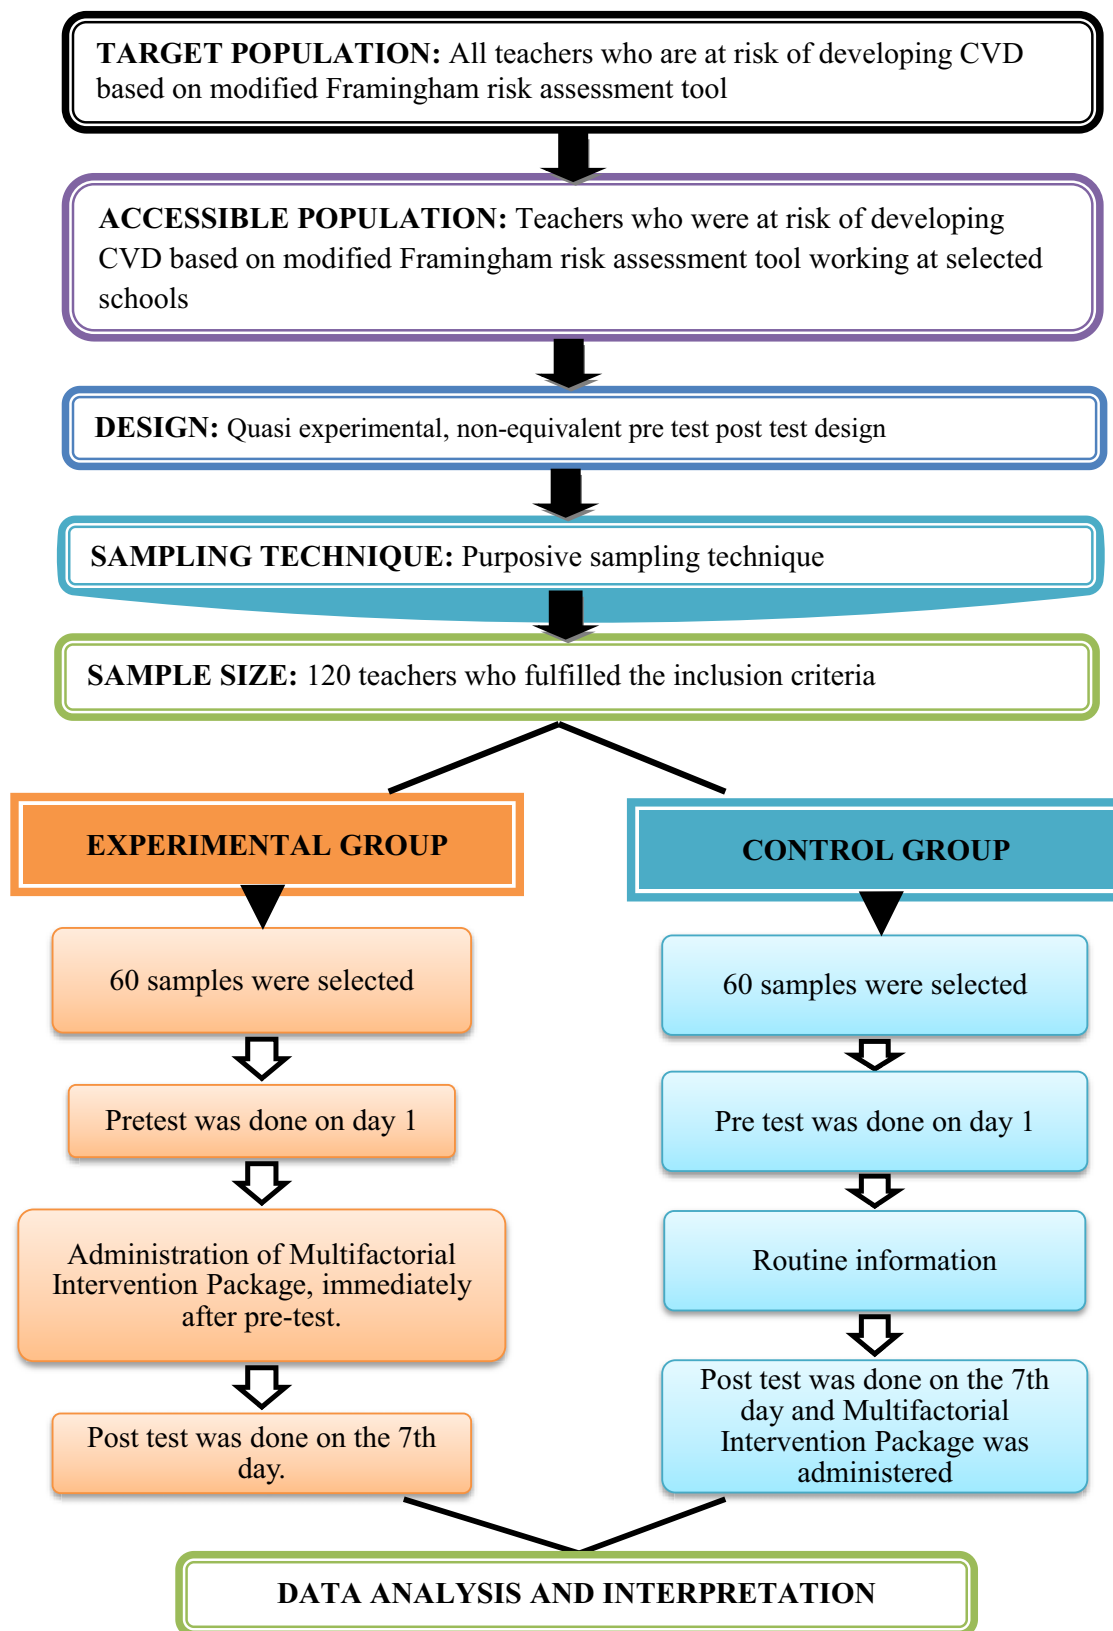 TARGET POPULATION: All teachers who are at risk of developing CVD
based on modified Framingham risk assessment tool
ACCESSIBLE POPULATION: Teachers who were at risk of developing
CVD based on modified Framingham risk assessment tool working at selected
schools
DESIGN: Quasi experimental, non-equivalent pre test post test design
SAMPLING TECHNIQUE: Purposive sampling technique
SAMPLE SIZE: 120 teachers who fulfilled the inclusion criteria
EXPERIMENTAL GROUP
60 samples were selected
Pretest was done on day 1
Administration of Multifactorial
Intervention Package, immediately
after pre-test.
Post test was done on the 7th
day.
CONTROL GROUP
60 samples were selected
Pre test was done on day 1
Routine information
Post test was done on the 7th
day and Multifactorial
Intervention Package was
administered
DATA ANALYSIS AND INTERPRETATION